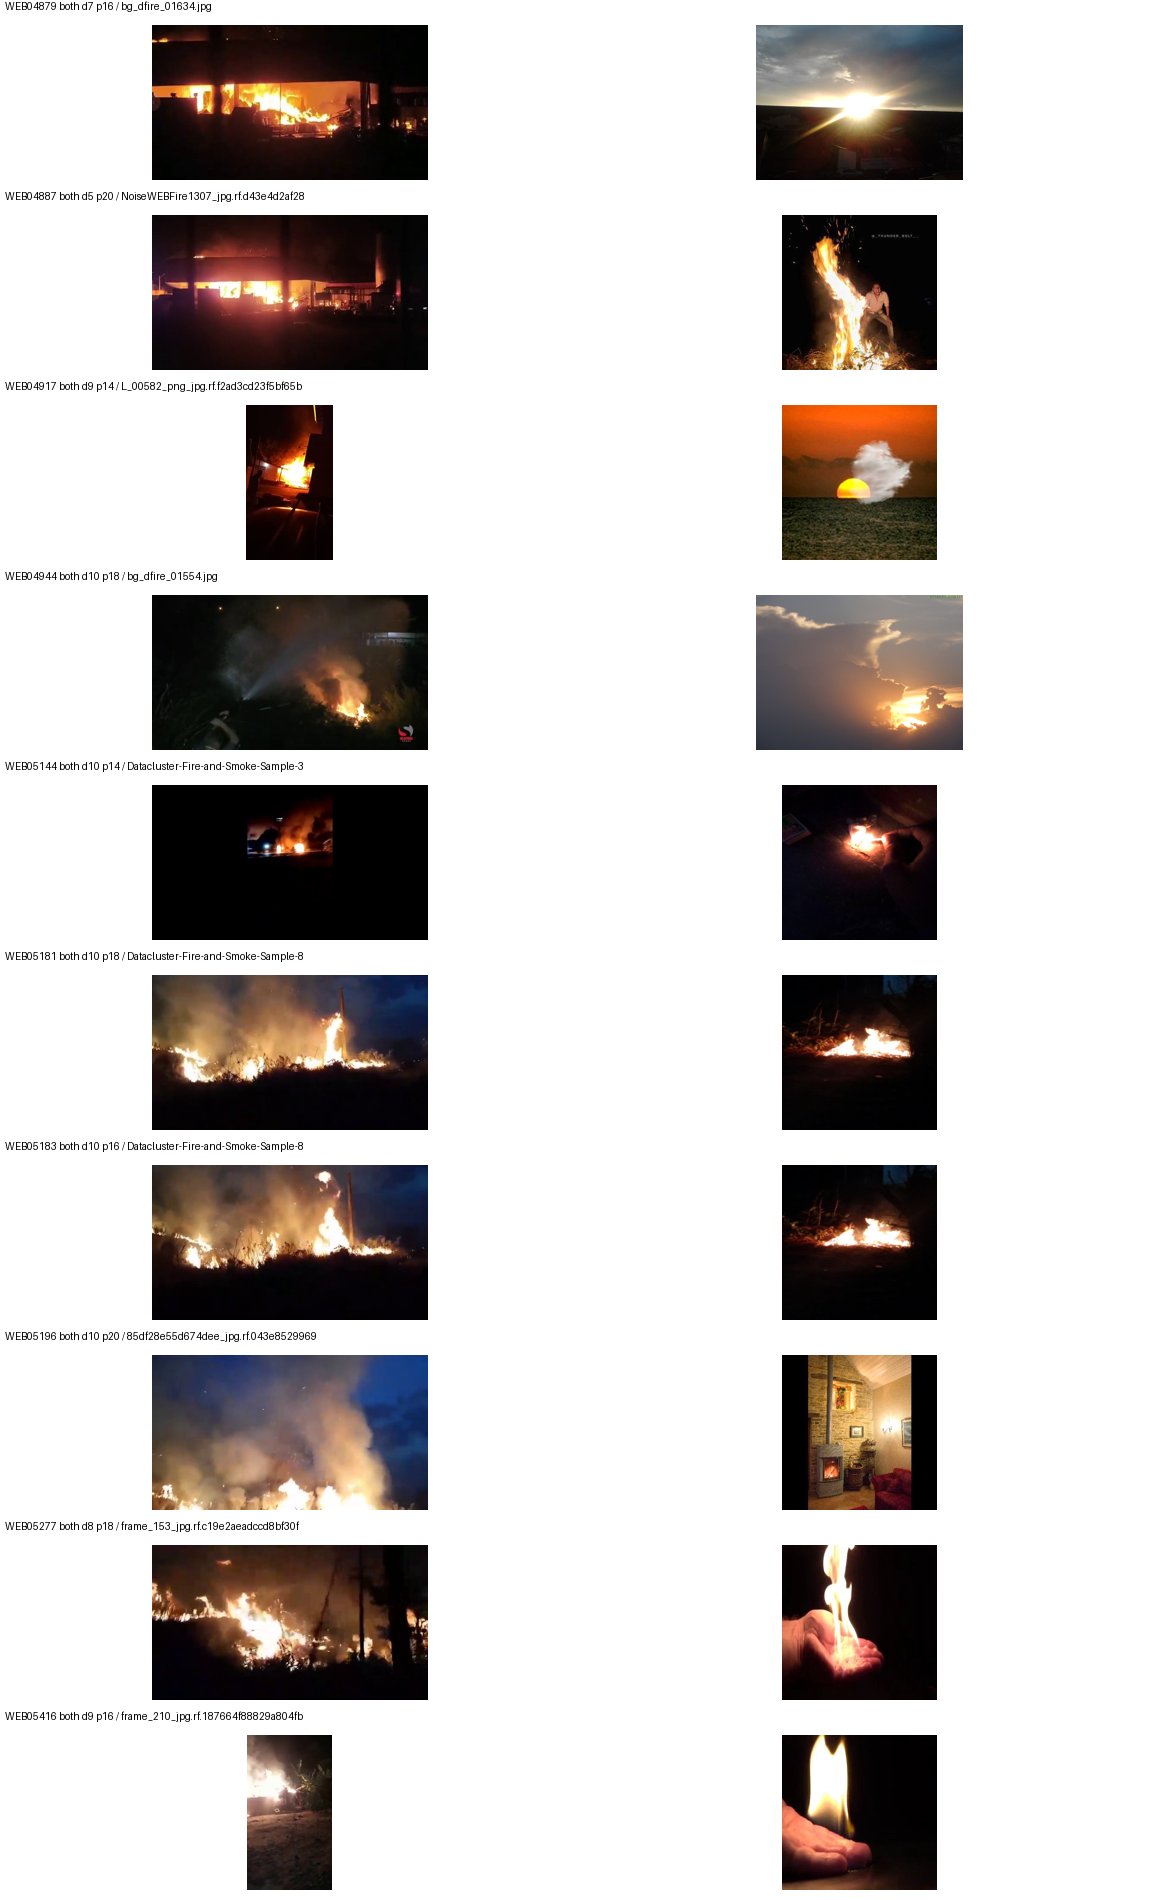 WEB04879 both d7 p16 / bg_dfire_01634.jpg
WEB04887 both d5 p20 / NoiseWEBFire1307_jpg.rf.d43e4d2af28
WEB04917 both d9 p14 / L_00582_png_jpg.rf.f2ad3cd23f5bf65b
WEB04944 both d10 p18 / bg_dfire_01554.jpg
WEB05144 both d10 p14 / Datacluster-Fire-and-Smoke-Sample-3
WEB05181 both d10 p18 / Datacluster-Fire-and-Smoke-Sample-8
WEB05183 both d10 p16 / Datacluster-Fire-and-Smoke-Sample-8
WEB05196 both d10 p20 / 85df28e55d674dee_jpg.rf.043e8529969
WEB05277 both d8 p18 / frame_153_jpg.rf.c19e2aeadccd8bf30f
WEB05416 both d9 p16 / frame_210_jpg.rf.187664f88829a804fb